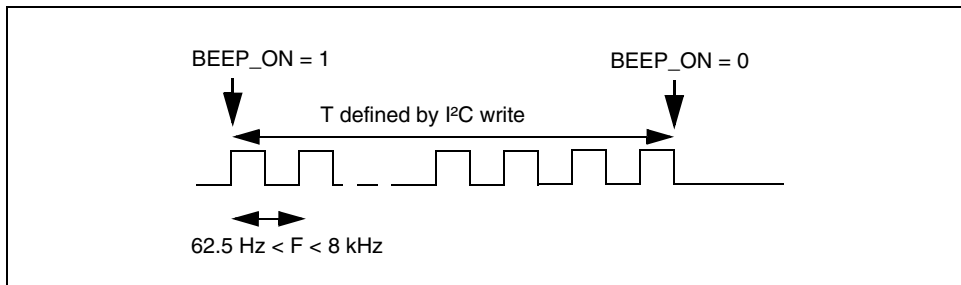 BEEP_ON = 1
BEEP_ON = 0
T defined by I²C write
62.5 Hz < F < 8 kHz